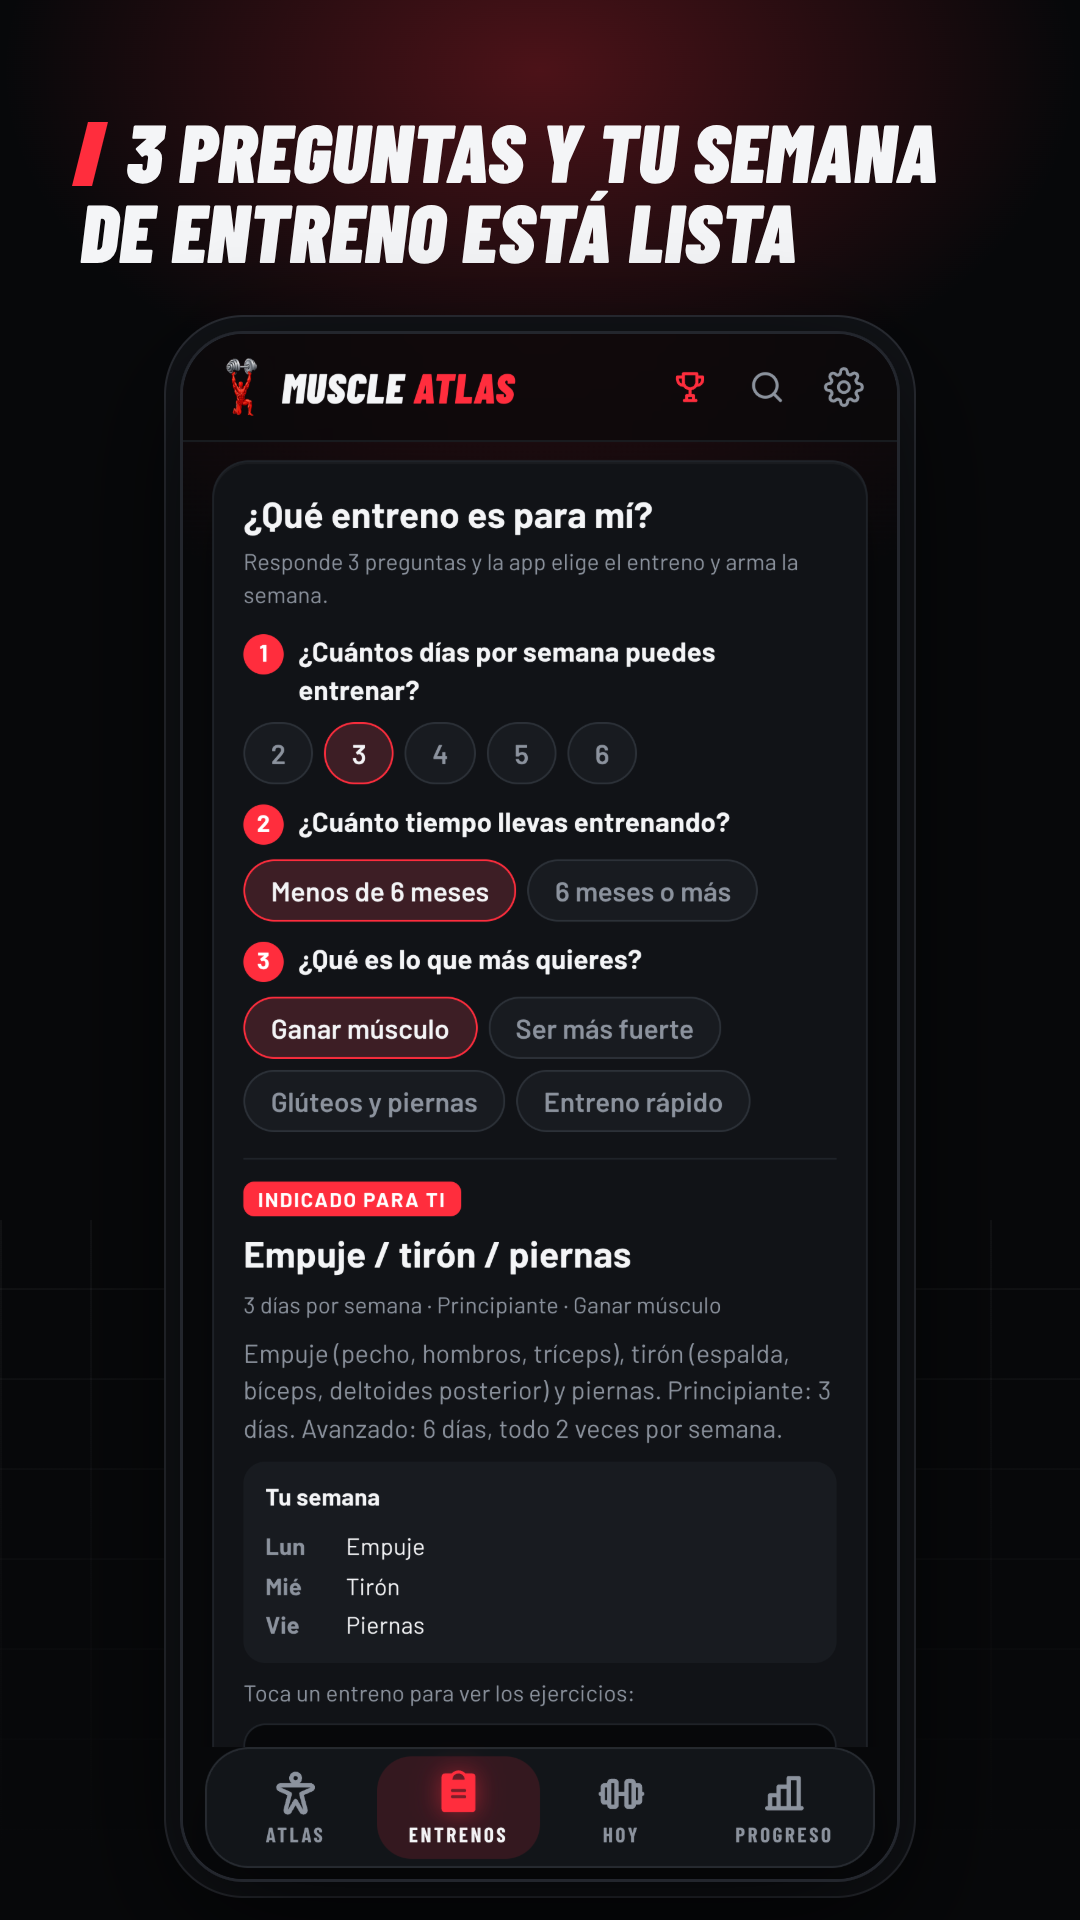 3 PREGUNTAS Y TU SEMANA
DE ENTRENO ESTÁ LISTA
MUSCLE ATLAS
¿Qué entreno es para mí?
Responde 3 preguntas y la app elige el entreno y arma la
semana.
1 ¿Cuántos días por semana puedes
entrenar?
2 3 4 5 6
2 ¿Cuánto tiempo llevas entrenando?
Menos de 6 meses 6 meses o más
3 ¿Qué es lo que más quieres?
Ganar músculo Ser más fuerte
Glúteos y piernas Entreno rápido
INDICADO PARA TI
Empuje / tirón / piernas
3 días por semana · Principiante · Ganar músculo
Empuje (pecho, hombros, tríceps), tirón (espalda,
bíceps, deltoides posterior) y piernas. Principiante: 3
días. Avanzado: 6 días, todo 2 veces por semana.
Tu semana
Lun Empuje
Mié Tirón
Vie Piernas
Toca un entreno para ver los ejercicios:
ATLAS ENTRENOS HOY PROGRESO